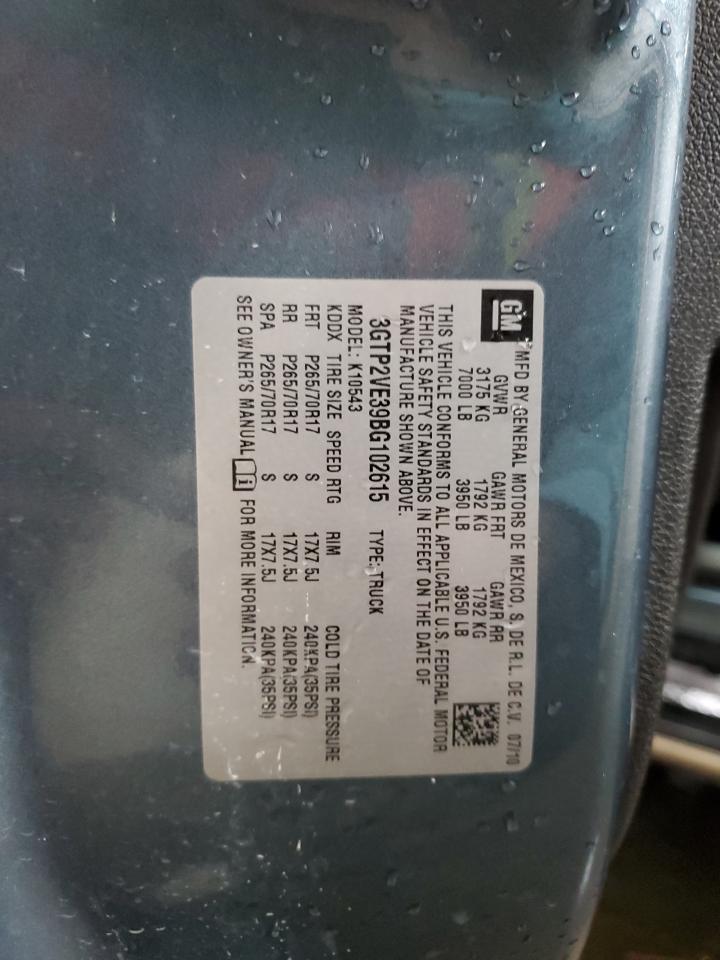 GM MFD BY GENERAL MOTORS DE MEXICO, S. DE R.L. DE C.V. 07/10
GVWR GAWR FRT GAWR RR
3175 KG 1792 KG 1792 KG
7000 LB 3950 LB 3950 LB
THIS VEHICLE CONFORMS TO ALL APPLICABLE U.S. FEDERAL MOTOR
VEHICLE SAFETY STANDARDS IN EFFECT ON THE DATE OF
MANUFACTURE SHOWN ABOVE.
3GTP2VE39BG102615 TYPE: TRUCK
MODEL: K10543
KDDX TIRE SIZE SPEED RTG RIM COLD TIRE PRESSURE
FRT P265/70R17 S 17X7.5J 240KPA(35PSI)
RR P265/70R17 S 17X7.5J 240KPA(35PSI)
SPA P265/70R17 S 17X7.5J 240KPA(35PSI)
SEE OWNER'S MANUAL i FOR MORE INFORMATION.